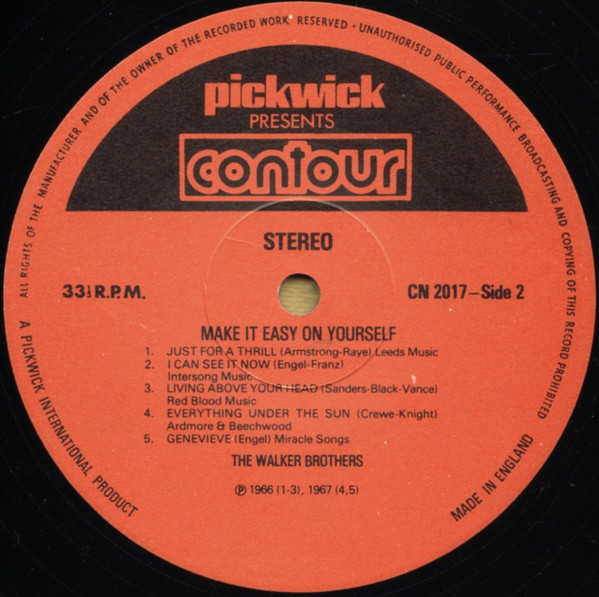 ALL RIGHTS OF THE MANUFACTURER AND OF THE OWNER OF THE RECORDED WORK RESERVED · UNAUTHORISED PUBLIC PERFORMANCE BROADCASTING AND COPYING OF THIS RECORD PROHIBITED
pickwick
PRESENTS
contour
STEREO
33⅓ R.P.M.
CN 2017–Side 2
MAKE IT EASY ON YOURSELF
1. JUST FOR A THRILL (Armstrong-Raye) Leeds Music
2. I CAN SEE IT NOW (Engel-Franz)
Intersong Music
3. LIVING ABOVE YOUR HEAD (Sanders-Black-Vance)
Red Blood Music
4. EVERYTHING UNDER THE SUN (Crewe-Knight)
Ardmore & Beechwood
5. GENEVIEVE (Engel) Miracle Songs
THE WALKER BROTHERS
℗ 1966 (1-3), 1967 (4,5)
A PICKWICK INTERNATIONAL PRODUCT
MADE IN ENGLAND